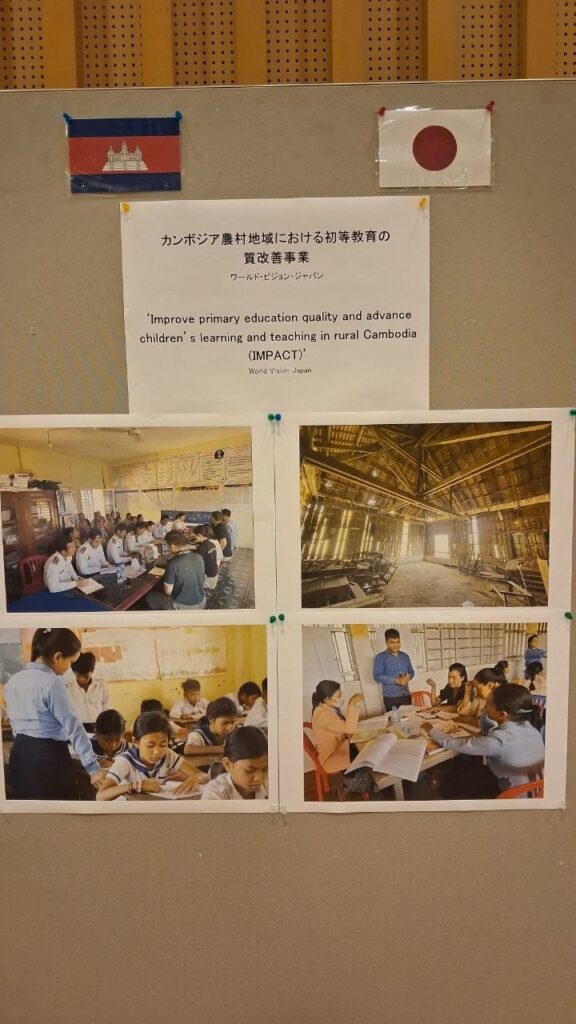 カンボジア農村地域における初等教育の
質改善事業
ワールド・ビジョン・ジャパン
'Improve primary education quality and advance
children's learning and teaching in rural Cambodia
(IMPACT)'
World Vision Japan